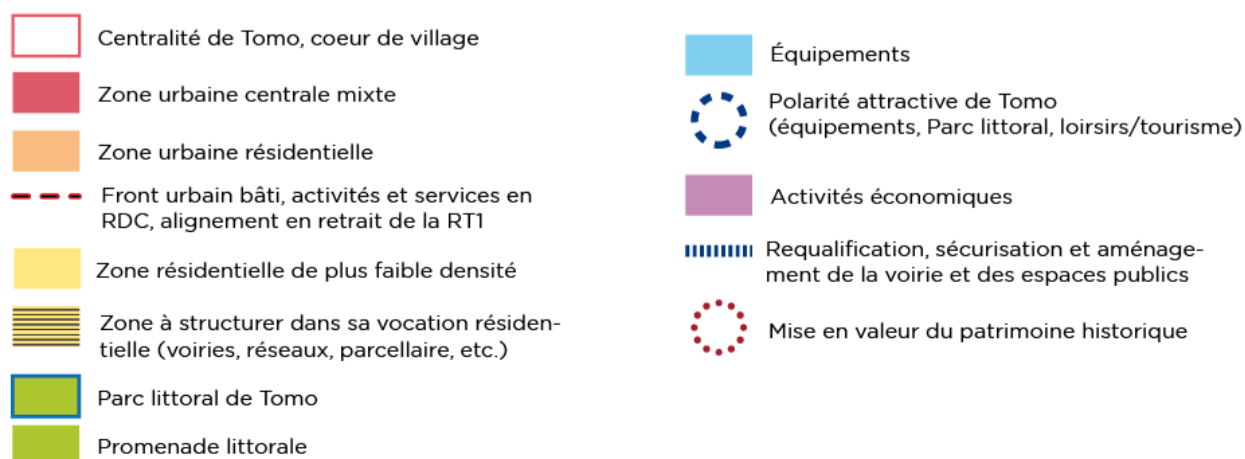 Centralité de Tomo, coeur de village
Zone urbaine centrale mixte
Zone urbaine résidentielle
Front urbain bâti, activités et services en
RDC, alignement en retrait de la RT1
Zone résidentielle de plus faible densité
Zone à structurer dans sa vocation résiden-
tielle (voiries, réseaux, parcellaire, etc.)
Parc littoral de Tomo
Promenade littorale
Équipements
Polarité attractive de Tomo
(équipements, Parc littoral, loirsirs/tourisme)
Activités économiques
Requalification, sécurisation et aménage-
ment de la voirie et des espaces publics
Mise en valeur du patrimoine historique